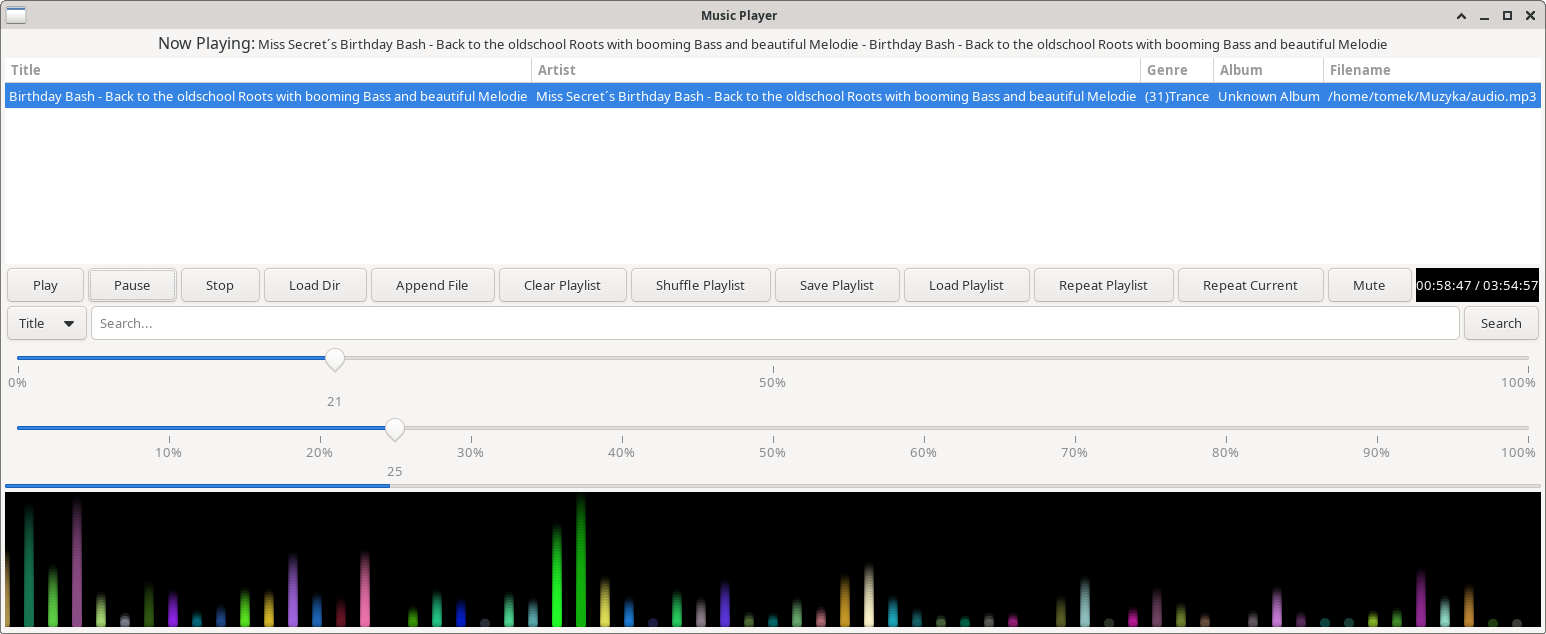 Music Player
Now Playing: Miss Secret´s Birthday Bash - Back to the oldschool Roots with booming Bass and beautiful Melodie - Birthday Bash - Back to the oldschool Roots with booming Bass and beautiful Melodie
Title Artist Genre Album Filename
Birthday Bash - Back to the oldschool Roots with booming Bass and beautiful Melodie Miss Secret´s Birthday Bash - Back to the oldschool Roots with booming Bass and beautiful Melodie (31)Trance Unknown Album /home/tomek/Muzyka/audio.mp3
Play Pause Stop Load Dir Append File Clear Playlist Shuffle Playlist Save Playlist Load Playlist Repeat Playlist Repeat Current Mute 00:58:47 / 03:54:57
Title Search... Search
0% 50% 100%
21
10% 20% 30% 40% 50% 60% 70% 80% 90% 100%
25